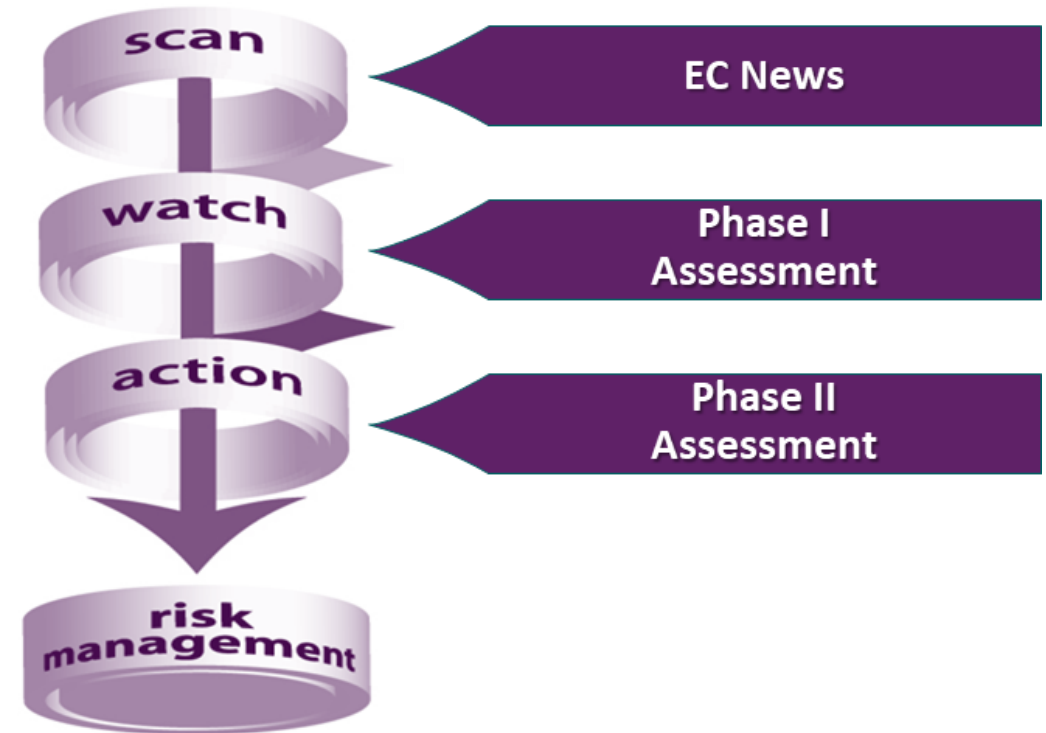 scan
EC News
watch
Phase I
Assessment
action
Phase II
Assessment
risk
management